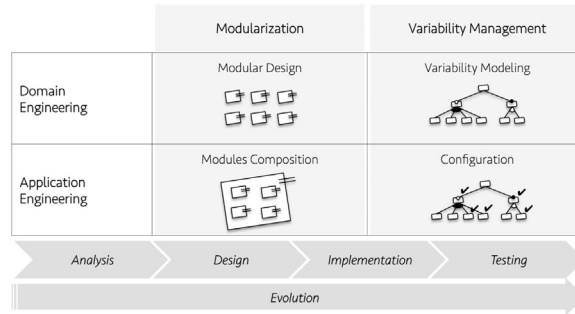 Modularization
Variability Management
Domain
Engineering
Modular Design
Variability Modeling
Application
Engineering
Modules Composition
Configuration
Analysis
Design
Implementation
Testing
Evolution